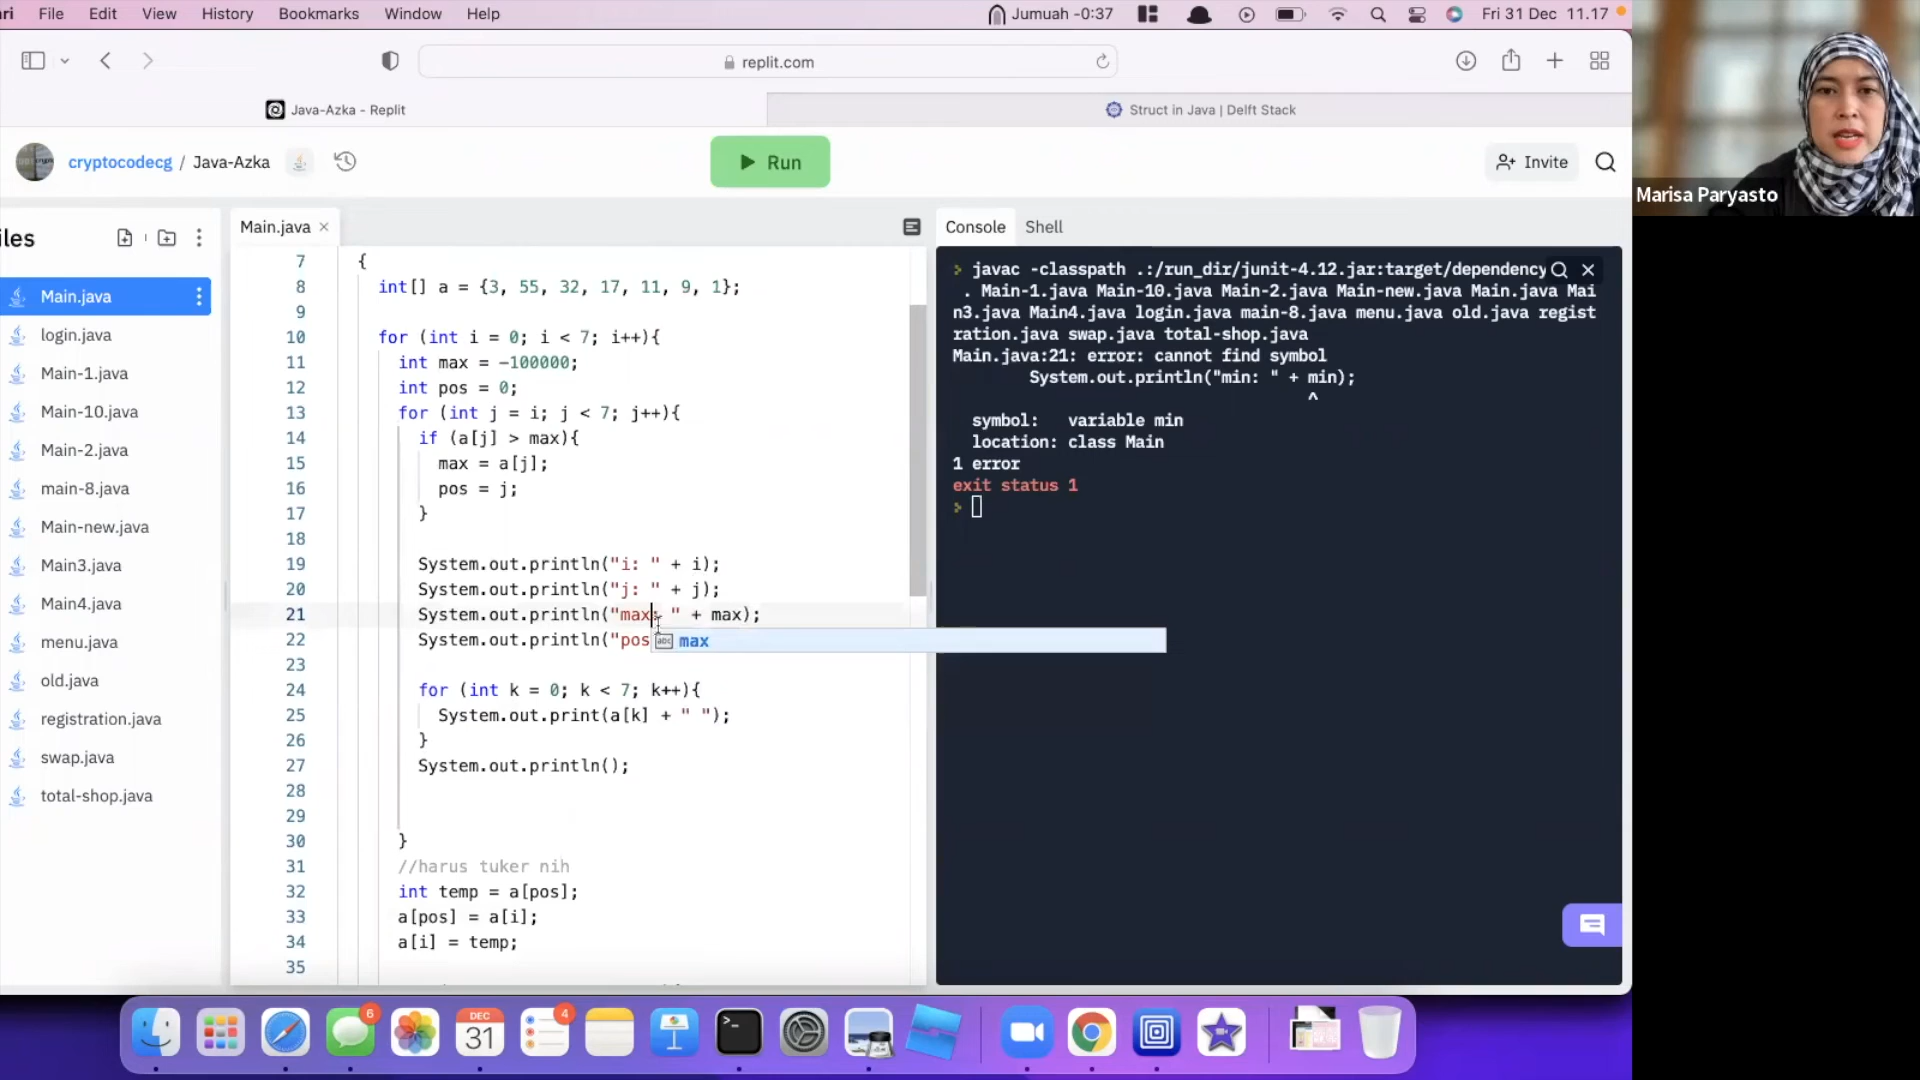 ri File Edit View History Bookmarks Window Help Jumuah -0:37 Fri 31 Dec 11.17
replit.com
Java-Azka - Replit Struct in Java | Delft Stack
cryptocodecg / Java-Azka Run Invite
Marisa Paryasto
iles
Main.java
login.java
Main-1.java
Main-10.java
Main-2.java
main-8.java
Main-new.java
Main3.java
Main4.java
menu.java
old.java
registration.java
swap.java
total-shop.java
Main.java
7 {
8 int[] a = {3, 55, 32, 17, 11, 9, 1};
9
10 for (int i = 0; i < 7; i++){
11 int max = -100000;
12 int pos = 0;
13 for (int j = i; j < 7; j++){
14 if (a[j] > max){
15 max = a[j];
16 pos = j;
17 }
18
19 System.out.println("i: " + i);
20 System.out.println("j: " + j);
21 System.out.println("max: " + max);
22 System.out.println("pos
abc max
23
24 for (int k = 0; k < 7; k++){
25 System.out.print(a[k] + " ");
26 }
27 System.out.println();
28
29
30 }
31 //harus tuker nih
32 int temp = a[pos];
33 a[pos] = a[i];
34 a[i] = temp;
35
Console Shell
javac -classpath .:/run_dir/junit-4.12.jar:target/dependency
. Main-1.java Main-10.java Main-2.java Main-new.java Main.java Mai
n3.java Main4.java login.java main-8.java menu.java old.java regist
ration.java swap.java total-shop.java
Main.java:21: error: cannot find symbol
System.out.println("min: " + min);
^
symbol: variable min
location: class Main
1 error
exit status 1
6
DEC
31
4